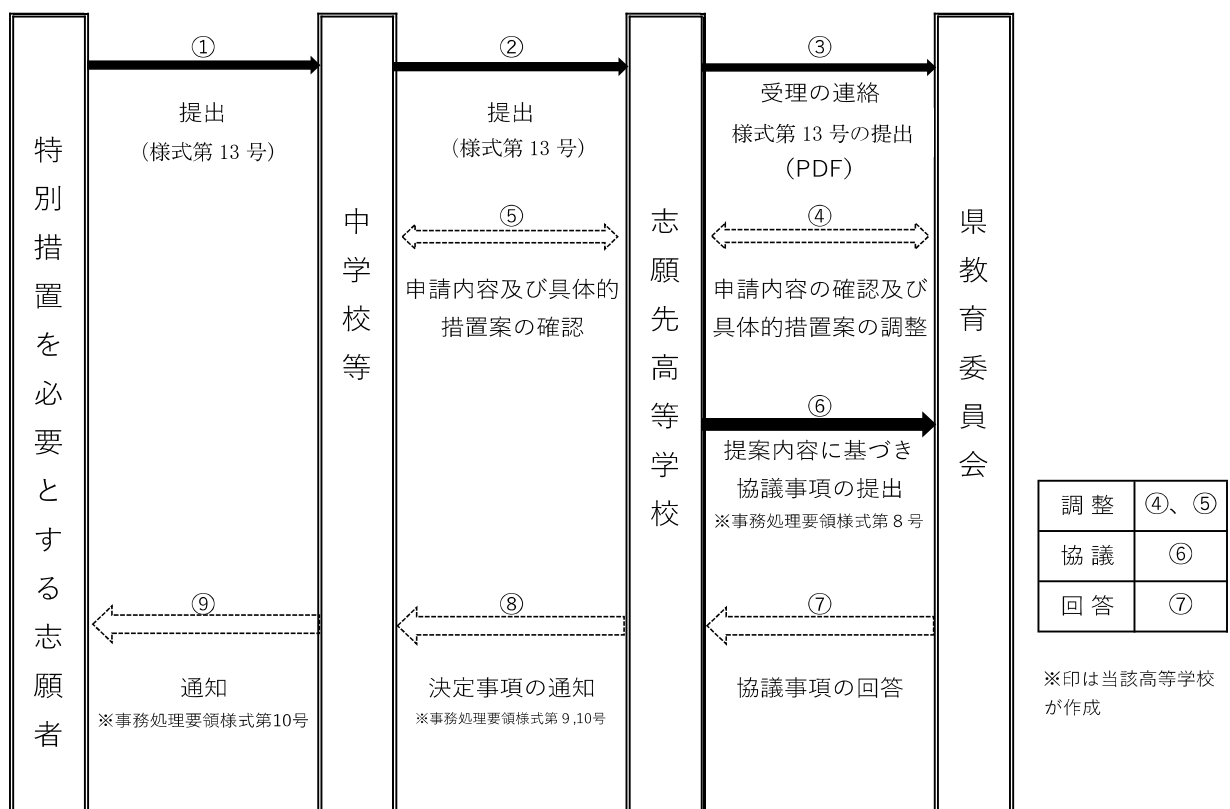 特別措置を必要とする志願者
①
提出
（様式第 13 号）
中学校等
②
提出
（様式第 13 号）
志願先高等学校
③
受理の連絡
様式第 13 号の提出
（PDF）
県教育委員会
⑤
申請内容及び具体的
措置案の確認
④
申請内容の確認及び
具体的措置案の調整
⑥
提案内容に基づき
協議事項の提出
※事務処理要領様式第 8 号
⑨
通知
※事務処理要領様式第10号
⑧
決定事項の通知
※事務処理要領様式第 9 ,10号
⑦
協議事項の回答
調 整 ④、⑤
協 議 ⑥
回 答 ⑦
※印は当該高等学校
が作成